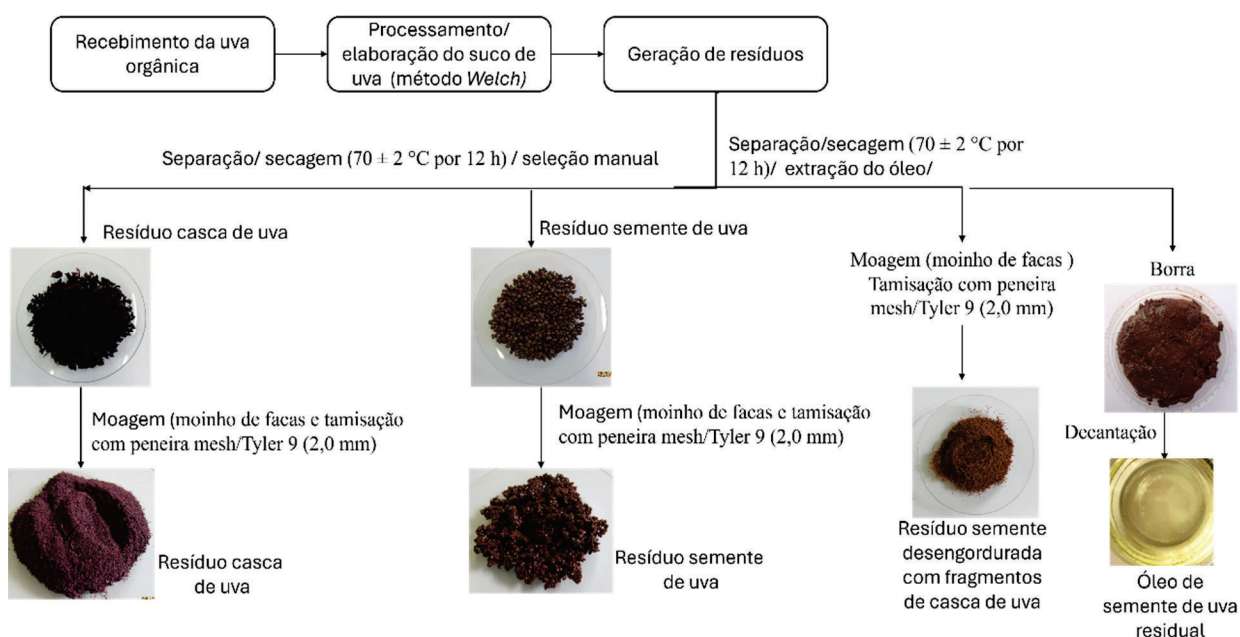 Recebimento da uva
orgânica
Processamento/
elaboração do suco de
uva (método Welch)
Geração de resíduos
Separação/ secagem (70 ± 2 °C por 12 h) / seleção manual
Separação/secagem (70 ± 2 °C por
12 h)/ extração do óleo/
Resíduo casca de uva
Resíduo semente de uva
Moagem (moinho de facas )
Tamisação com peneira
mesh/Tyler 9 (2,0 mm)
Borra
Moagem (moinho de facas e tamisação
com peneira mesh/Tyler 9 (2,0 mm)
Moagem (moinho de facas e tamisação
com peneira mesh/Tyler 9 (2,0 mm)
Decantação
Resíduo casca
de uva
Resíduo semente
de uva
Resíduo semente
desengordurada
com fragmentos
de casca de uva
Óleo de
semente de uva
residual